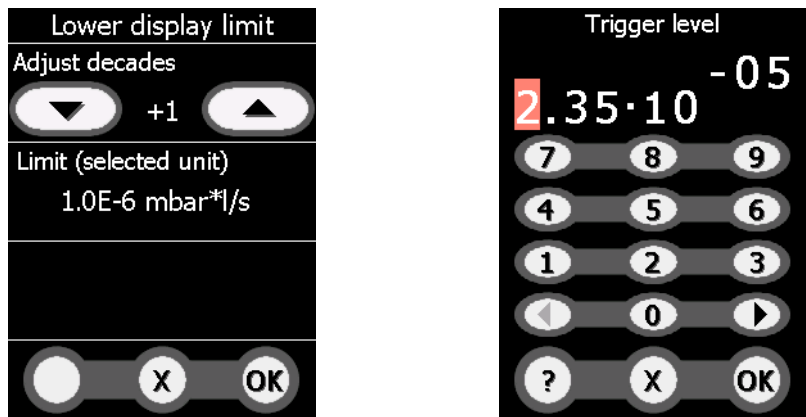 Lower display limit
Adjust decades
+1
Limit (selected unit)
1.0E-6 mbar*l/s
X OK
Trigger level
2.35·10-05
7 8 9
4 5 6
1 2 3
0
? X OK